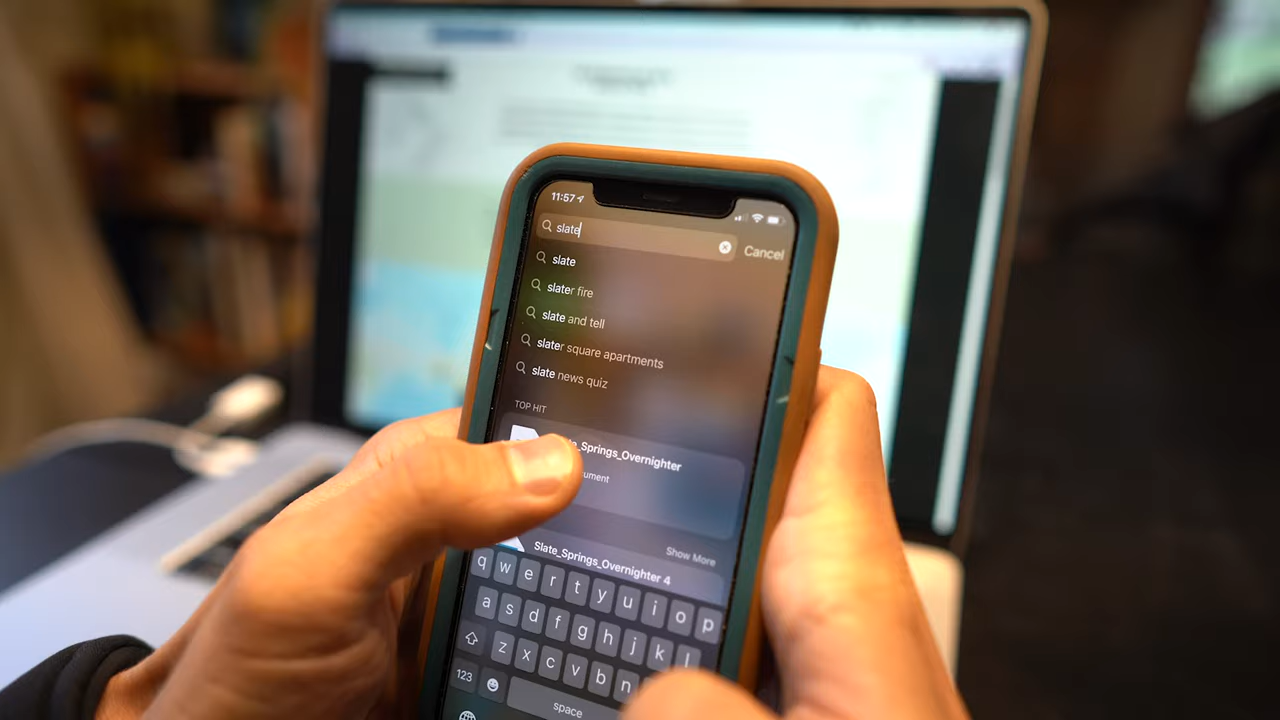 11:57
slate
Cancel
slate
slater fire
slate and tell
slater square apartments
slate news quiz
TOP HIT
Springs_Overnighter
Show More
Slate_Springs_Overnighter 4
q w e r t y u i o p
a s d f g h j k l
z x c v b n
123
space